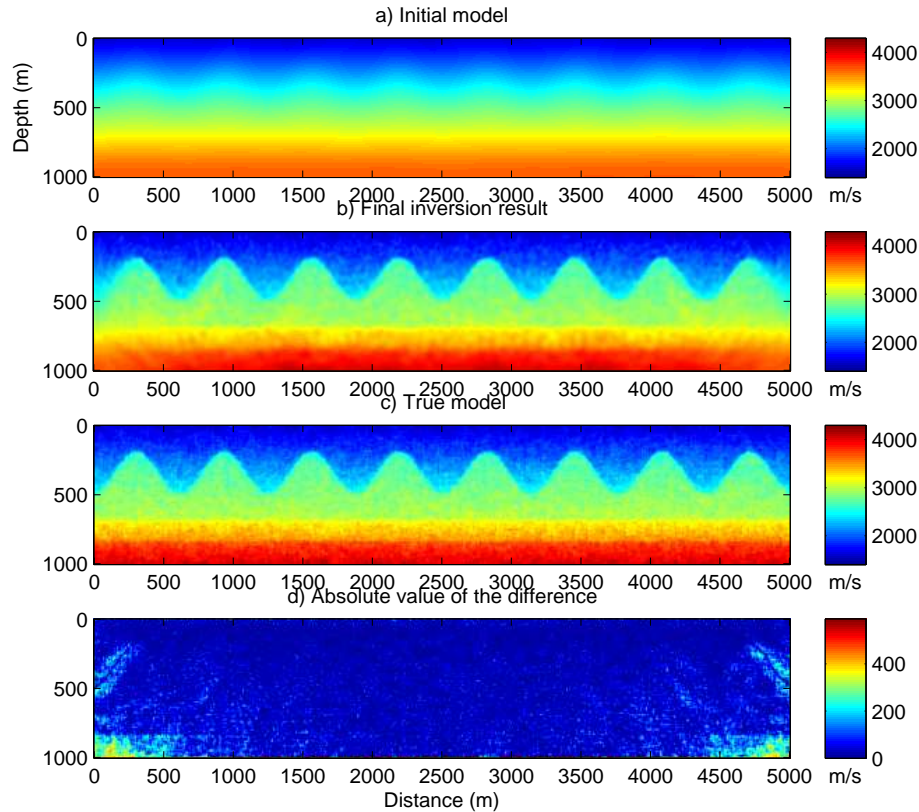 a) Initial model
0
500
1000
Depth (m)
0 500 1000 1500 2000 2500 3000 3500 4000 4500 5000
4000
3000
2000
m/s
b) Final inversion result
0
500
1000
0 500 1000 1500 2000 2500 3000 3500 4000 4500 5000
4000
3000
2000
m/s
c) True model
0
500
1000
0 500 1000 1500 2000 2500 3000 3500 4000 4500 5000
4000
3000
2000
m/s
d) Absolute value of the difference
0
500
1000
0 500 1000 1500 2000 2500 3000 3500 4000 4500 5000
Distance (m)
400
200
0
m/s